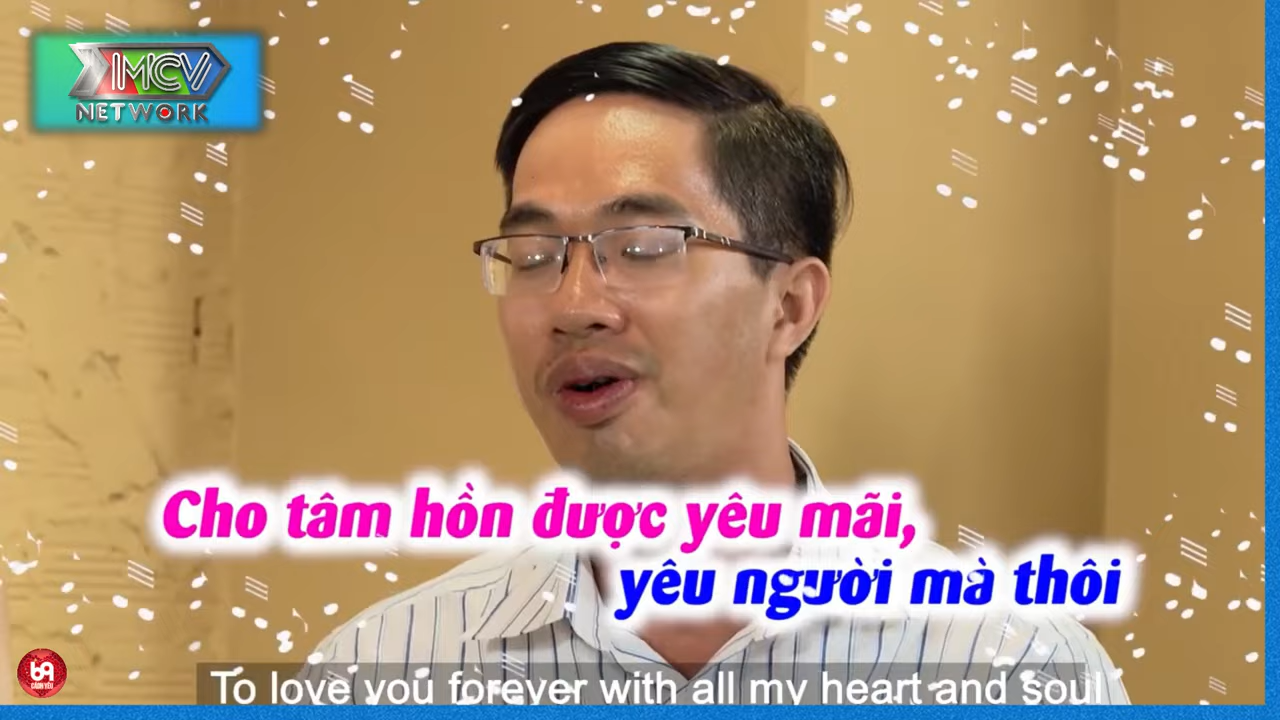 MCV
NETWORK
Cho tâm hồn được yêu mãi,
yêu người mà thôi
To love you forever with all my heart and soul